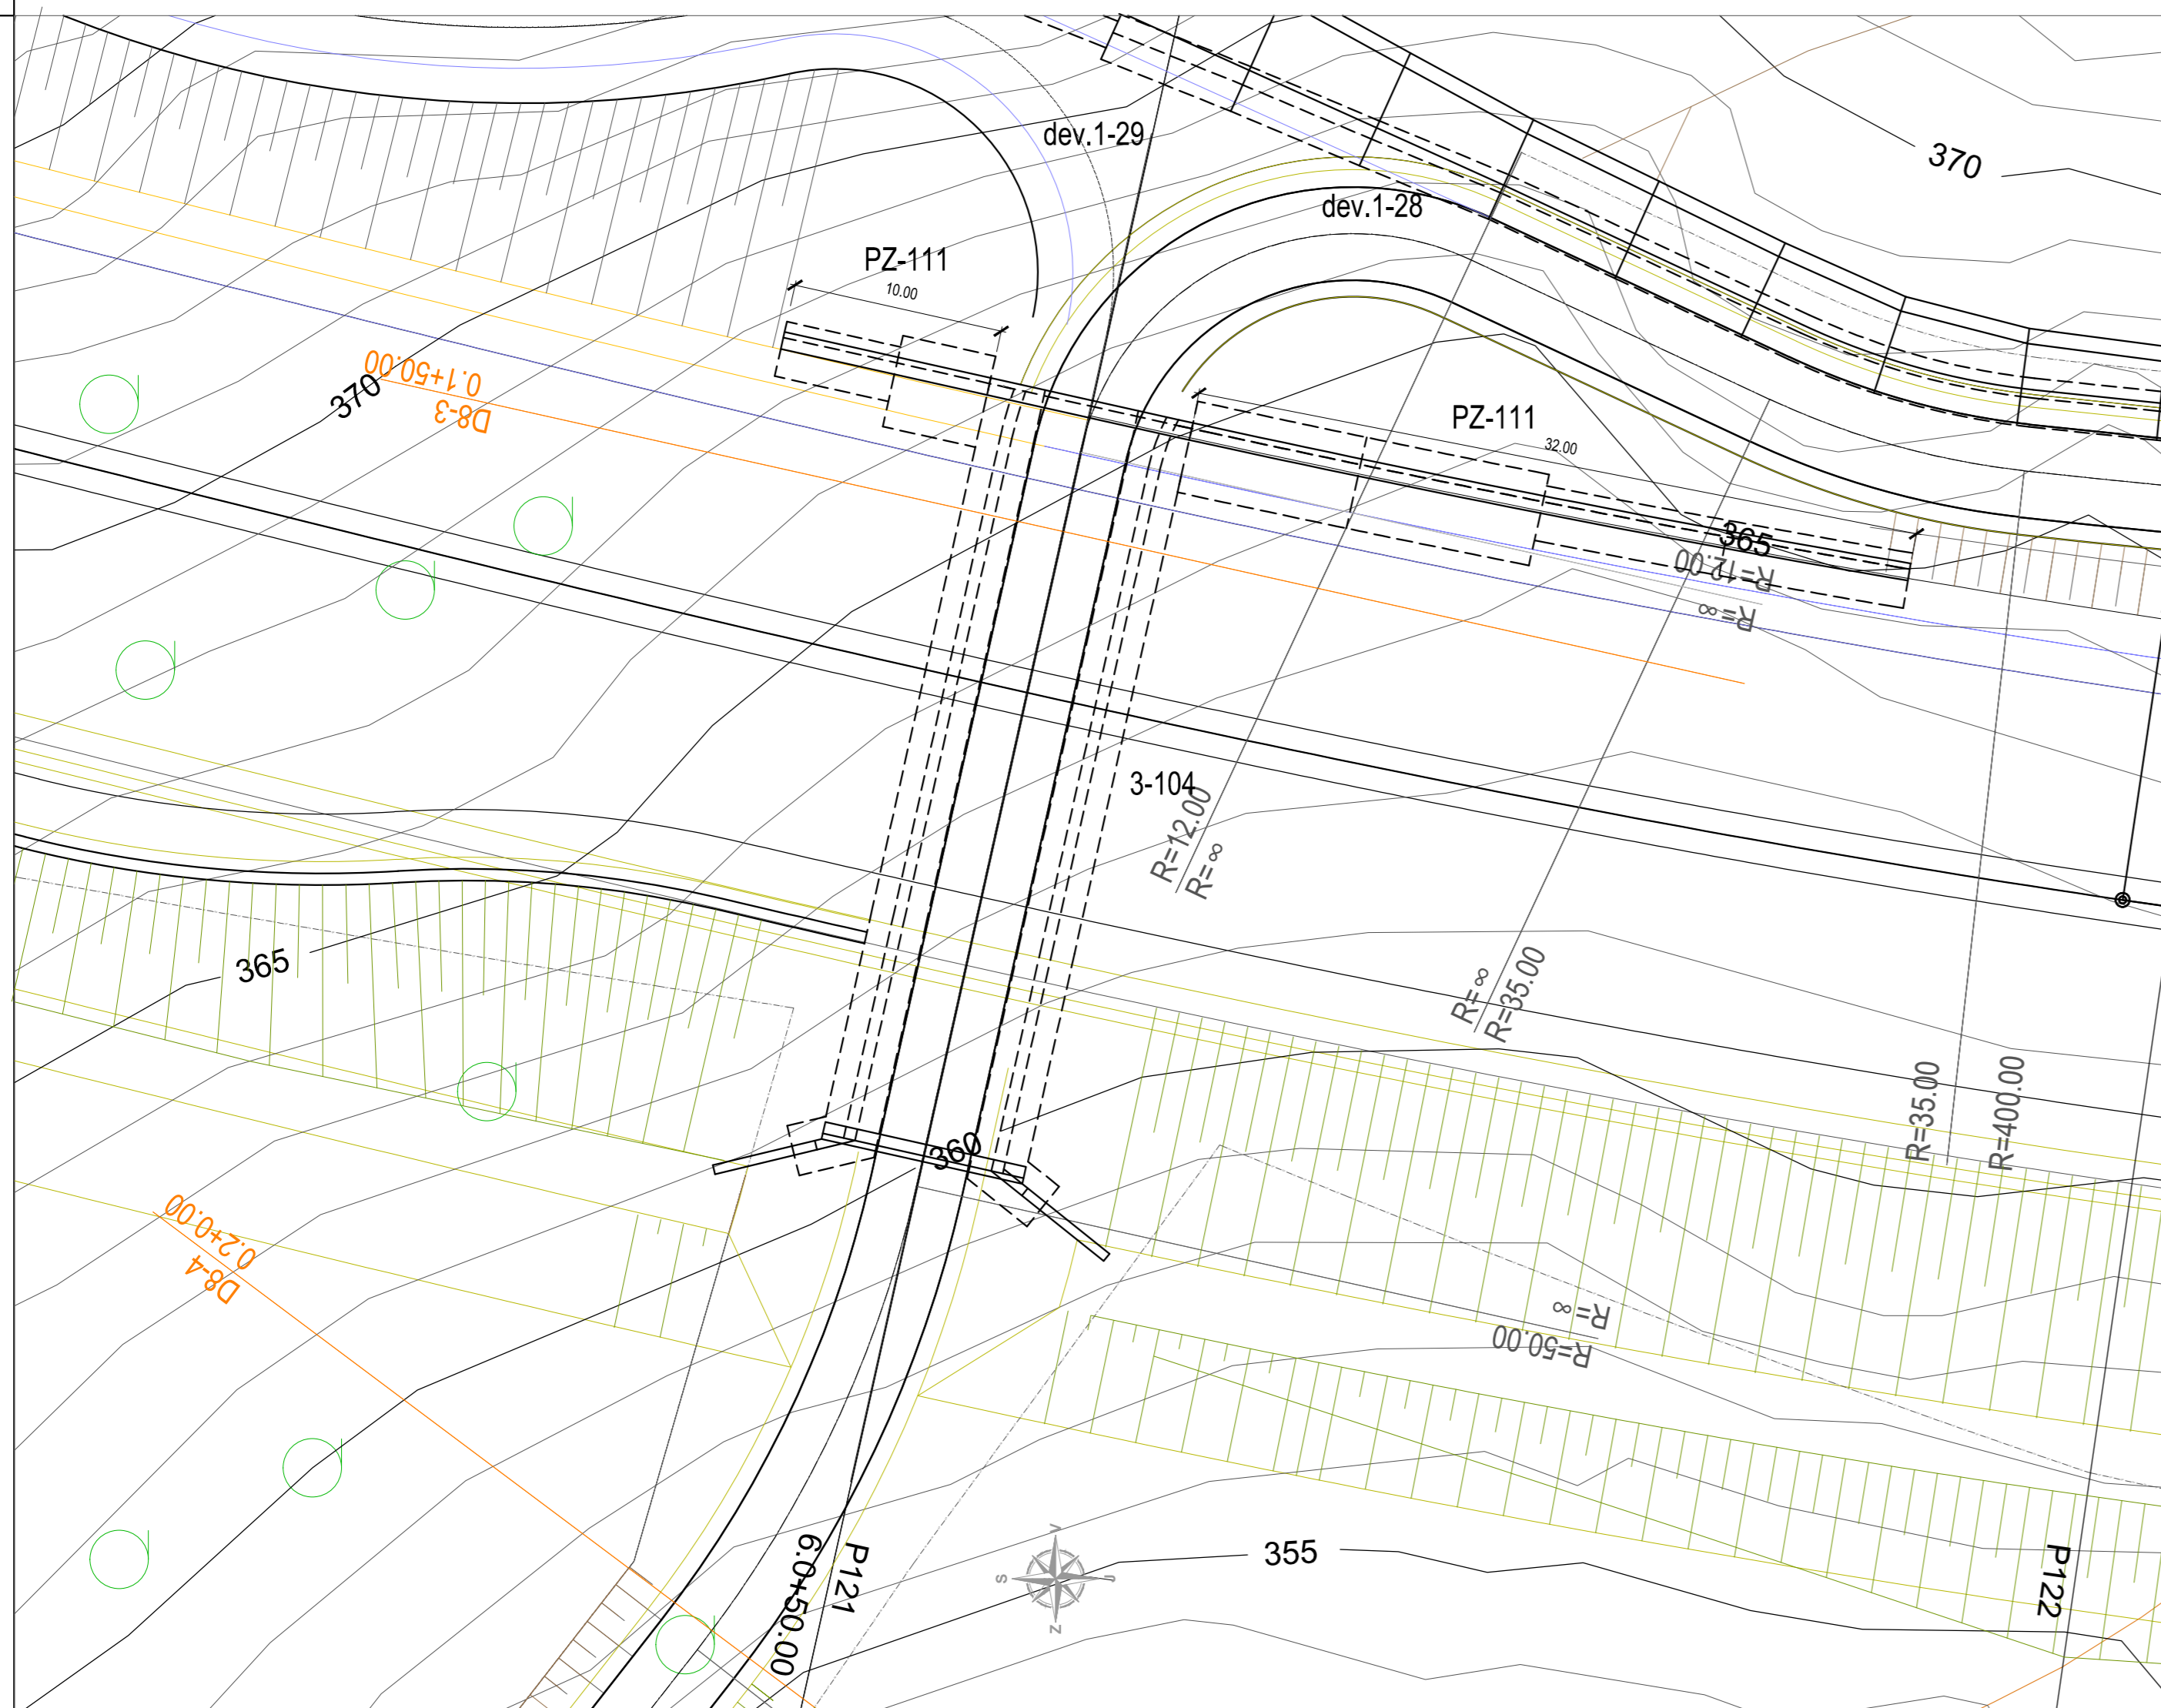 dev.1-29
370
dev.1-28
PZ-111
10.00
0.1+50.00
D8-3
370
PZ-111
32.00
365
R=12.00
R=∞
3-104
R=12.00
R=∞
365
R=∞
R=35.00
R=35.00
R=400.00
360
0.2+0.00
D8-4
R=∞
R=50.00
P121
6.0+50.00
V
S
J
Z
355
P122